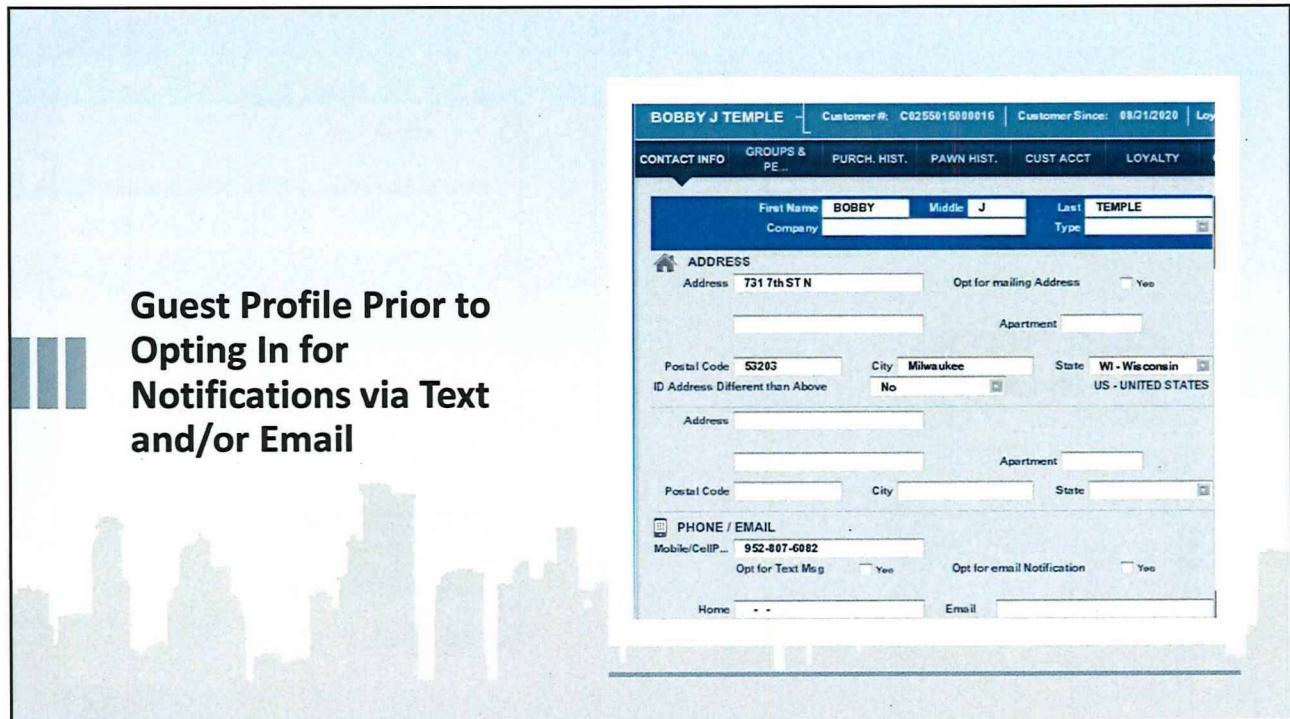 Guest Profile Prior to
Opting In for
Notifications via Text
and/or Email
BOBBY J TEMPLE Customer #: C0255015000016 Customer Since: 08/31/2020 Loy
CONTACT INFO GROUPS & PE... PURCH. HIST. PAWN HIST. CUST ACCT LOYALTY
First Name BOBBY Middle J Last TEMPLE
Company Type
ADDRESS
Address 731 7th ST N Opt for mailing Address Yes
Apartment
Postal Code 53203 City Milwaukee State WI - Wisconsin
ID Address Different than Above No US - UNITED STATES
Address
Apartment
Postal Code City State
PHONE / EMAIL
Mobile/CellP... 952-807-6082
Opt for Text Msg Yes Opt for email Notification Yes
Home - - Email